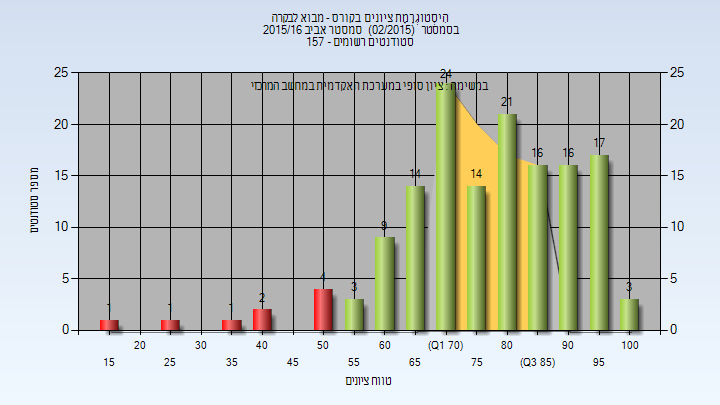 היסטוגרמת ציונים בקורס - מבוא לבקרה
בסמסטר (02/2015) סמסטר אביב 2015/16
סטודנטים רשומים - 157
במשימה : ציון סופי במערכת האקדמית במחשב המרכזי
מספר סטודנטים
25 25
20 20
15 15
10 10
5 5
0 0
1 1 1 2 4 3 9 14 24 14 21 16 16 17 3
20 30 40 50 60 (Q1 70) 80 90 100
15 25 35 45 55 65 75 (Q3 85) 95
טווח ציונים